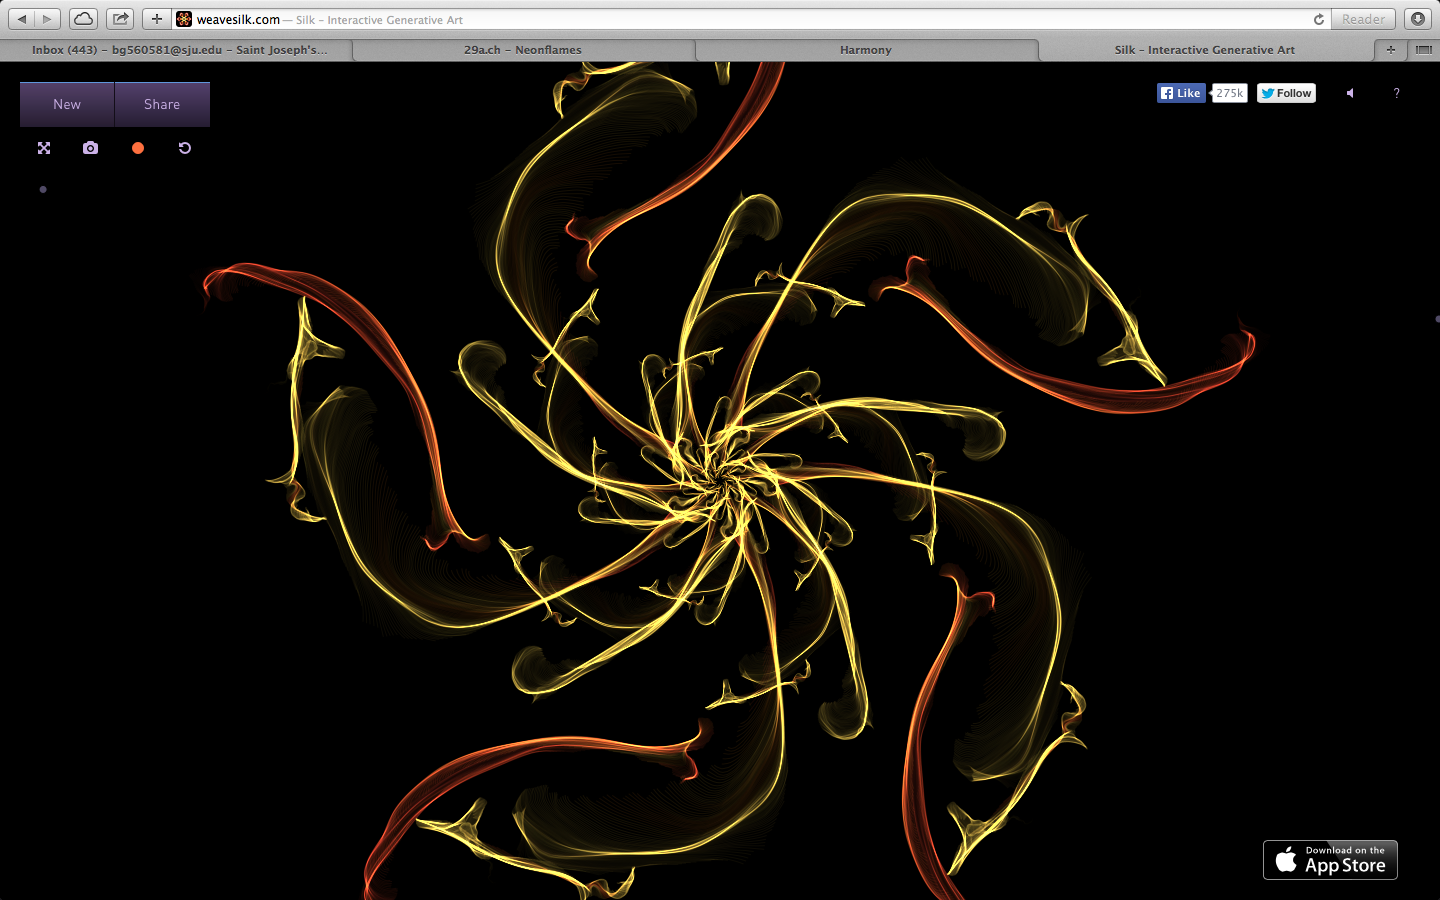 weavesilk.com — Silk – Interactive Generative Art
Reader
Inbox (443) – bg560581@sju.edu – Saint Joseph's...
29a.ch – Neonflames
Harmony
Silk – Interactive Generative Art
New
Share
Like
275k
Follow
?
Download on the
App Store